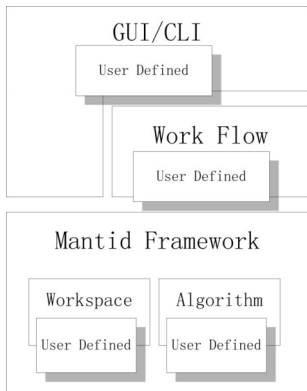 GUI/CLI
User Defined
Work Flow
User Defined
Mantid Framework
Workspace Algorithm
User Defined User Defined